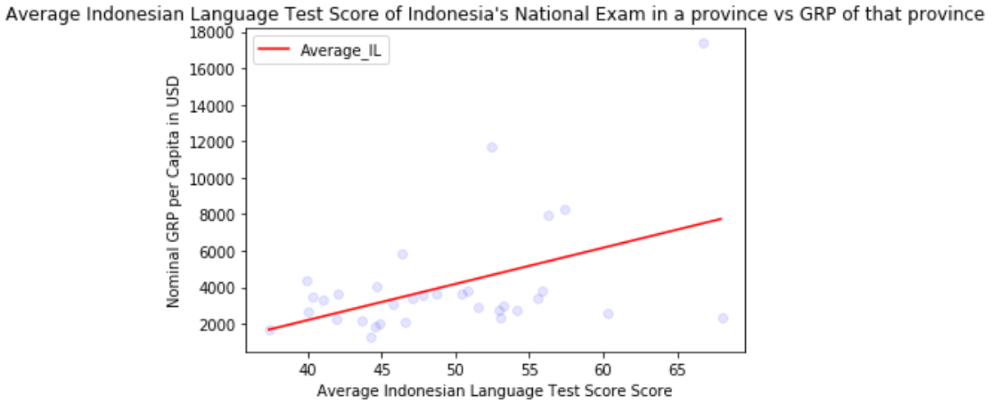 Average Indonesian Language Test Score of Indonesia's National Exam in a province vs GRP of that province
Average_IL
Nominal GRP per Capita in USD
18000
16000
14000
12000
10000
8000
6000
4000
2000
40 45 50 55 60 65
Average Indonesian Language Test Score Score